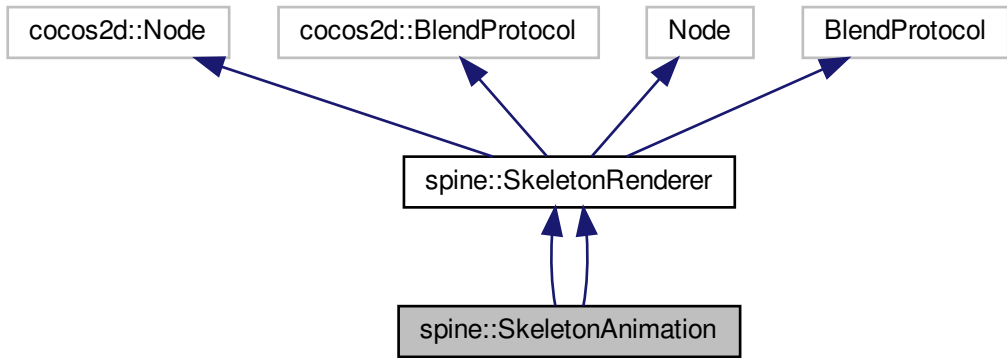 cocos2d::Node
cocos2d::BlendProtocol
Node
BlendProtocol
spine::SkeletonRenderer
spine::SkeletonAnimation